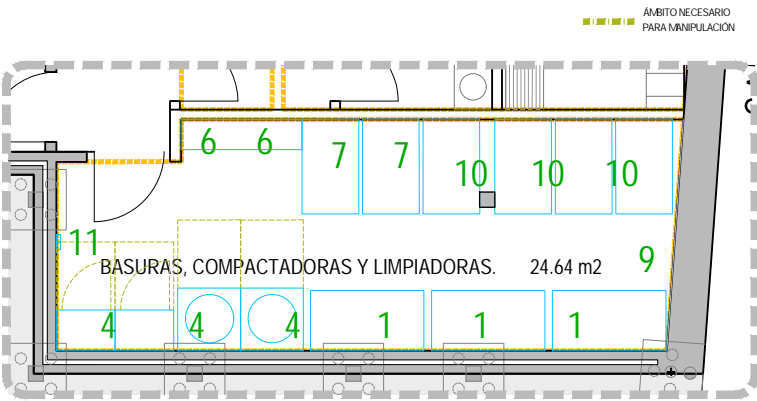 ÁMBITO NECESARIO
PARA MANIPULACIÓN
6 6 7 7 10 10 10
11 9
BASURAS, COMPACTADORAS Y LIMPIADORAS. 24.64 m2
4 4 4 1 1 1